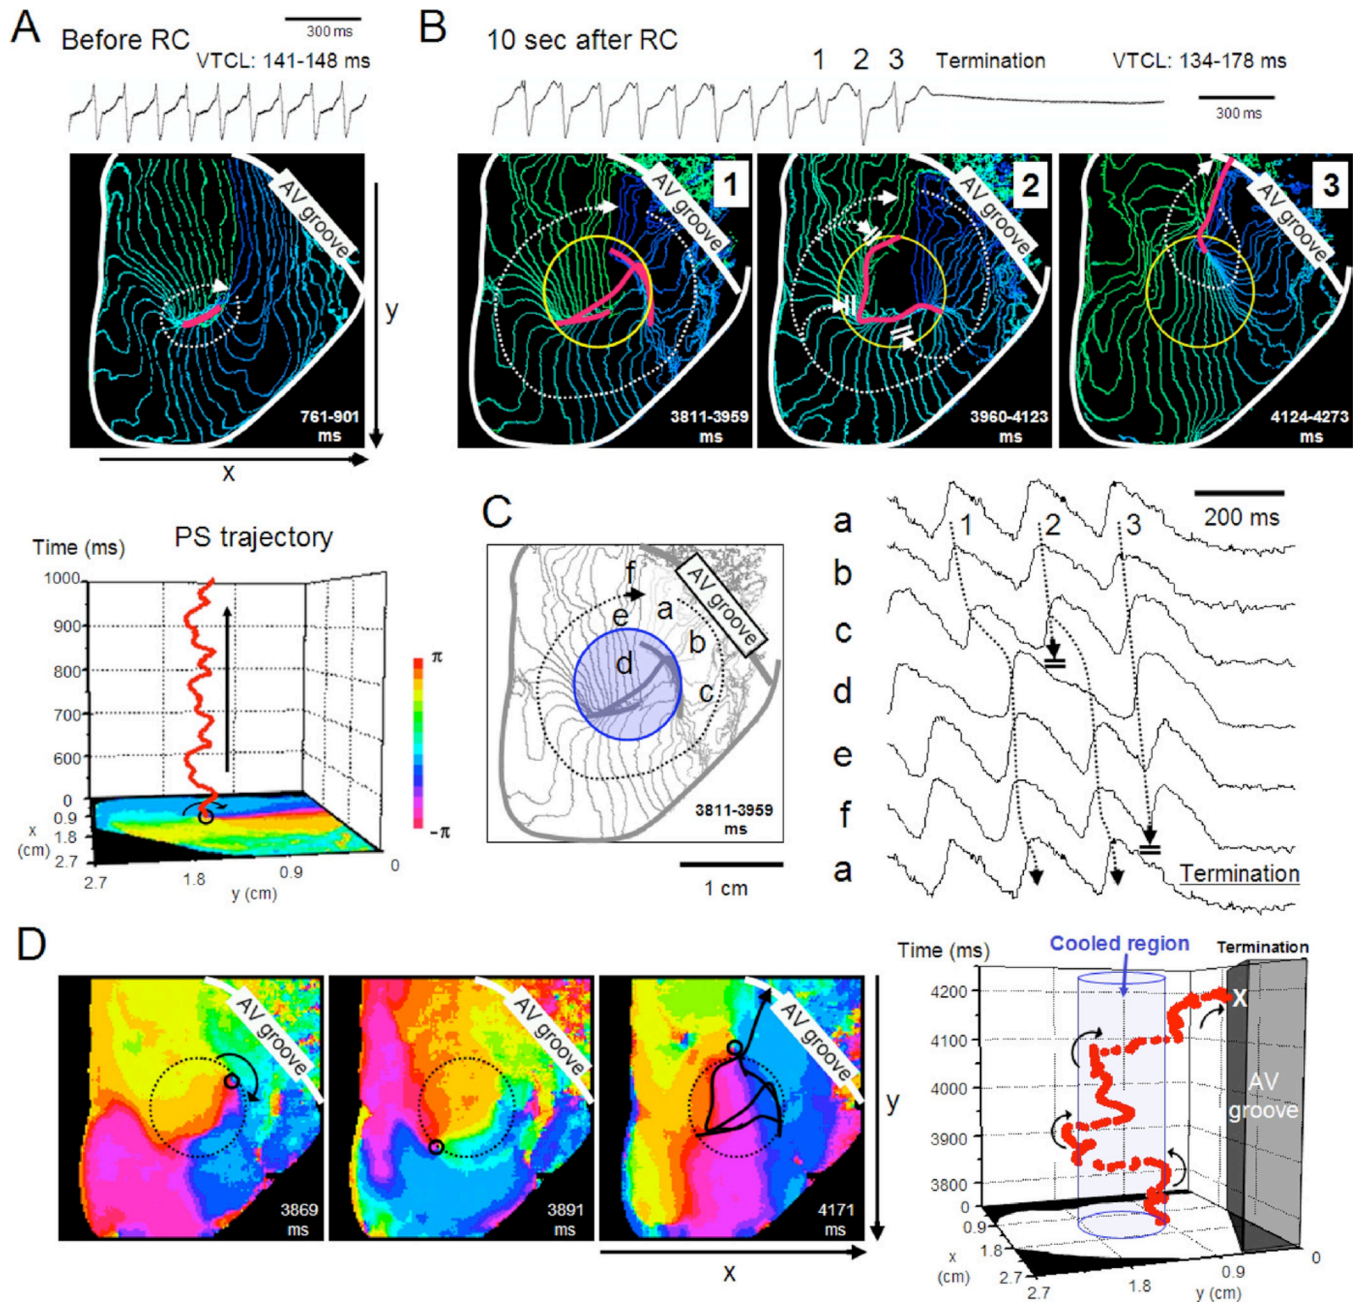 A
Before RC
300 ms
VTCL: 141-148 ms
AV groove
y
761-901
ms
x
B
10 sec after RC
1 2 3
Termination
VTCL: 134-178 ms
300 ms
1
AV groove
3811-3959
ms
2
AV groove
3960-4123
ms
3
AV groove
4124-4273
ms
Time (ms)
PS trajectory
1000
900
800
700
600
0
0.9
x
1.8
(cm)
2.7
2.7
1.8
0.9
0
y (cm)
π
-π
C
AV groove
f
e
a
b
d
c
3811-3959
ms
1 cm
200 ms
a
1 2 3
b
c
d
e
f
a
Termination
D
AV groove
3869
ms
AV groove
3891
ms
AV groove
4171
ms
y
x
Time (ms)
Cooled region
Termination
4200
X
4100
4000
AV
groove
3900
3800
0
0.9
x
1.8
(cm)
2.7
2.7
1.8
0.9
0
y (cm)